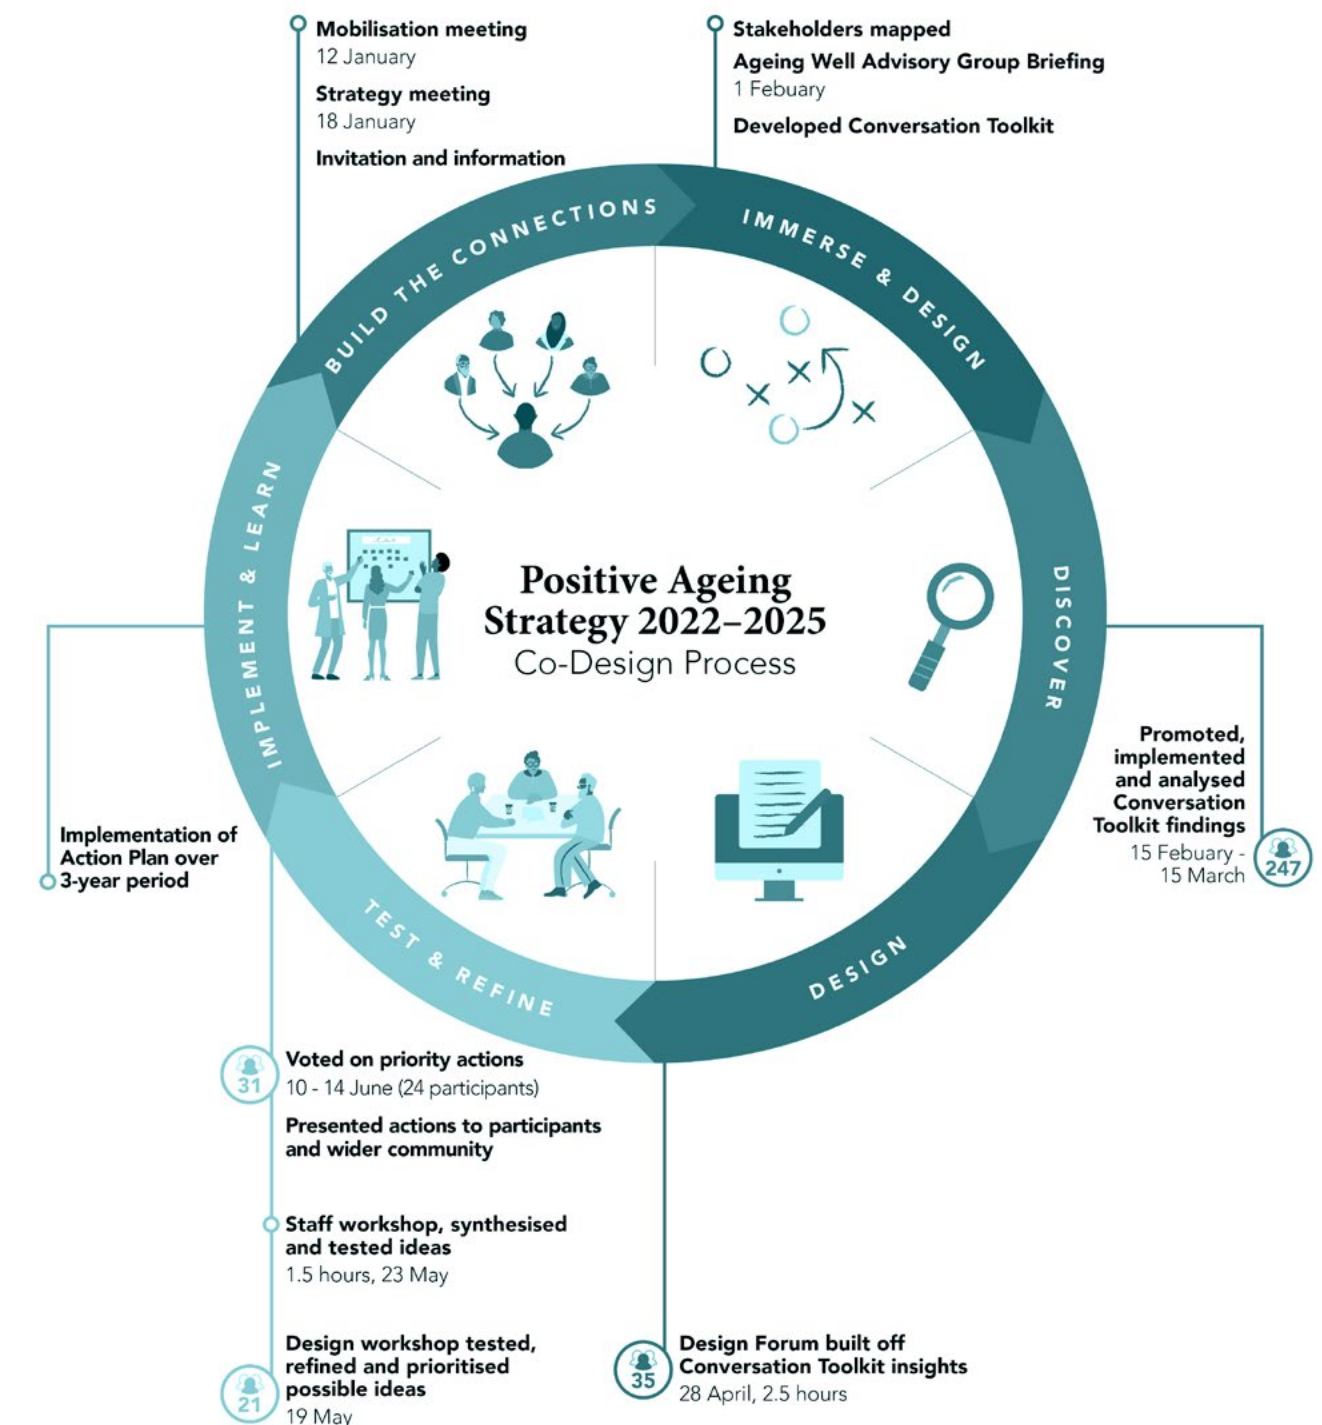 Mobilisation meeting
12 January
Strategy meeting
18 January
Invitation and information
Stakeholders mapped
Ageing Well Advisory Group Briefing
1 Febuary
Developed Conversation Toolkit
BUILD THE CONNECTIONS
IMMERSE & DESIGN
DISCOVER
DESIGN
TEST & REFINE
IMPLEMENT & LEARN
Positive Ageing
Strategy 2022–2025
Co-Design Process
Promoted,
implemented
and analysed
Conversation
Toolkit findings
15 Febuary -
15 March
247
Implementation of
Action Plan over
3-year period
31
Voted on priority actions
10 - 14 June (24 participants)
Presented actions to participants
and wider community
Staff workshop, synthesised
and tested ideas
1.5 hours, 23 May
Design workshop tested,
refined and prioritised
possible ideas
19 May
21
35
Design Forum built off
Conversation Toolkit insights
28 April, 2.5 hours